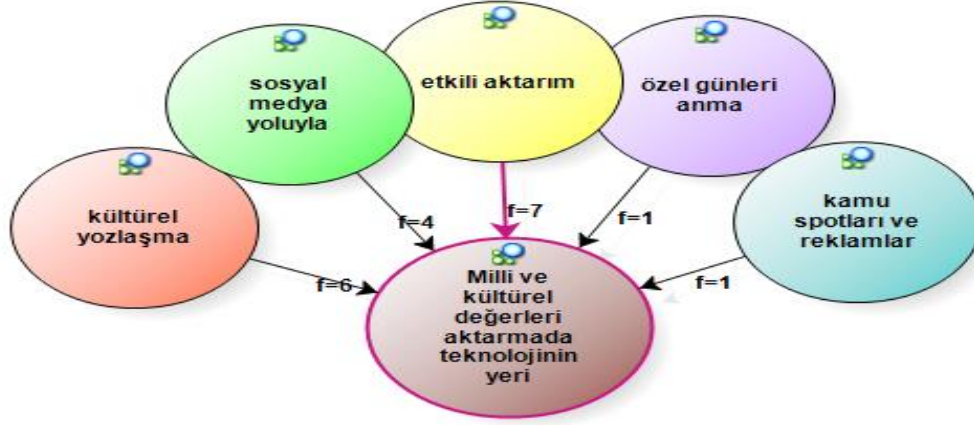 sosyal
medya
yoluyla
etkili aktarım
özel günleri
anma
kültürel
yozlaşma
kamu
spotları ve
reklamlar
f=6
f=4
f=7
f=1
f=1
Milli ve
kültürel
değerleri
aktarmada
teknolojinin
yeri